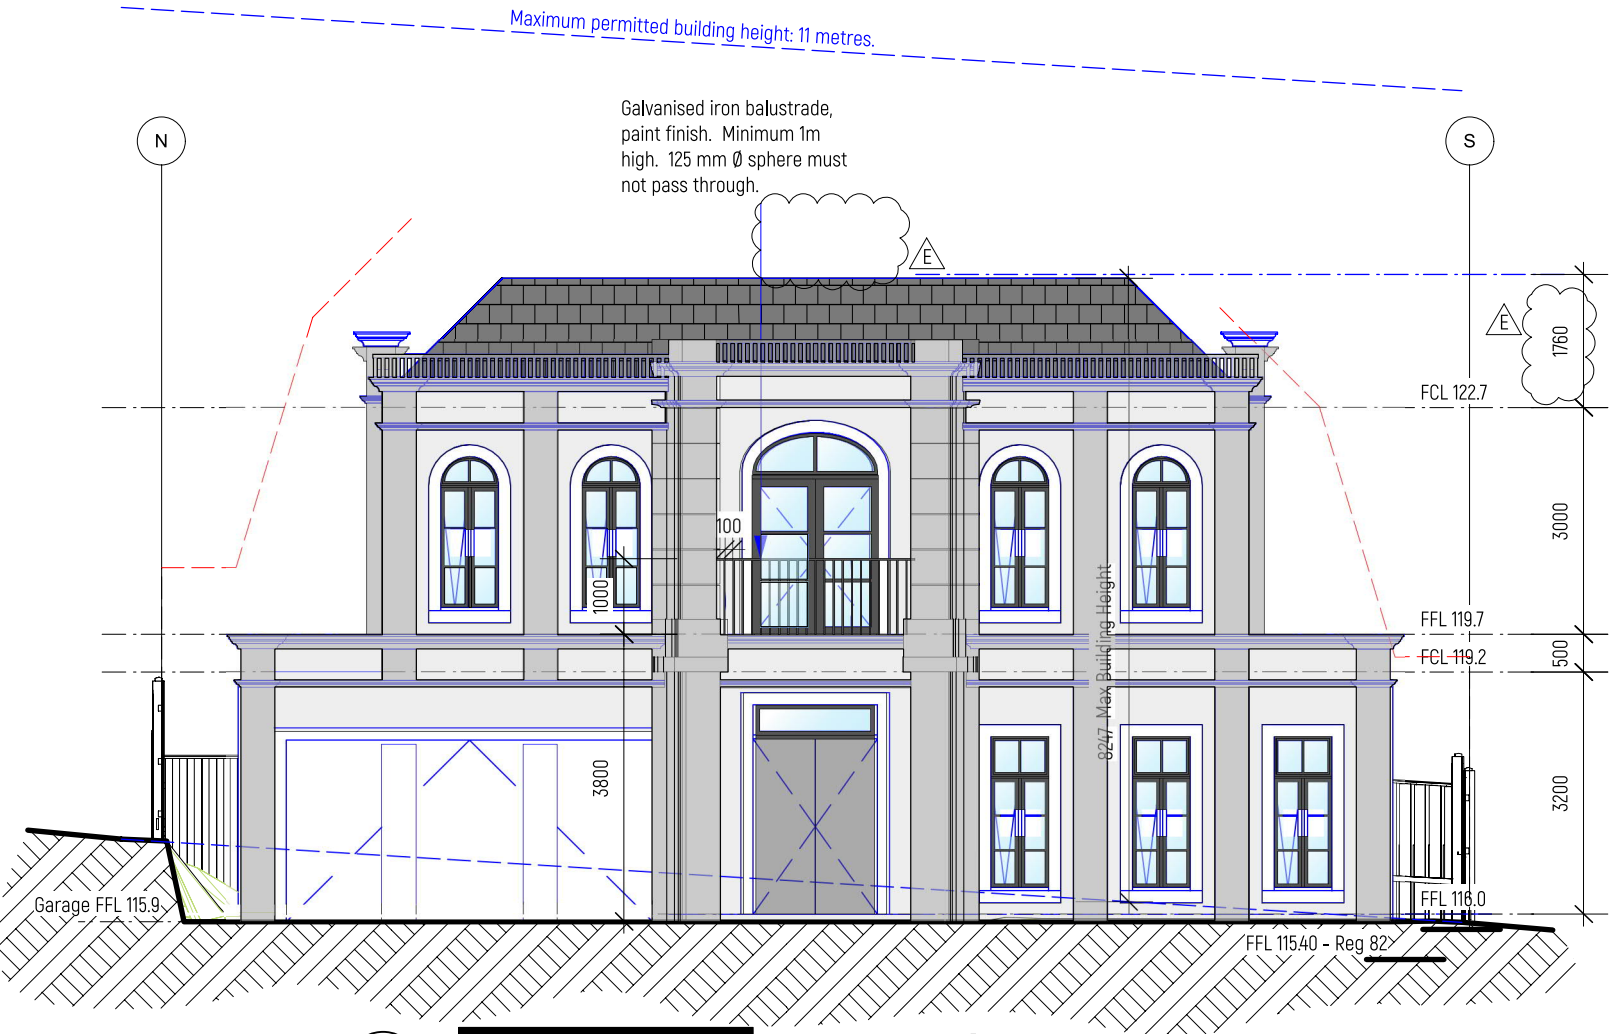 Maximum permitted building height: 11 metres.
Galvanised iron balustrade,
paint finish. Minimum 1m
high. 125 mm Ø sphere must
not pass through.
N
S
E
E
1760
FCL 122.7
3000
100
1000
8247 Max Building Height
FFL 119.7
500
FCL 119.2
3800
3200
Garage FFL 115.9
FFL 116.0
FFL 115.40 - Reg 82